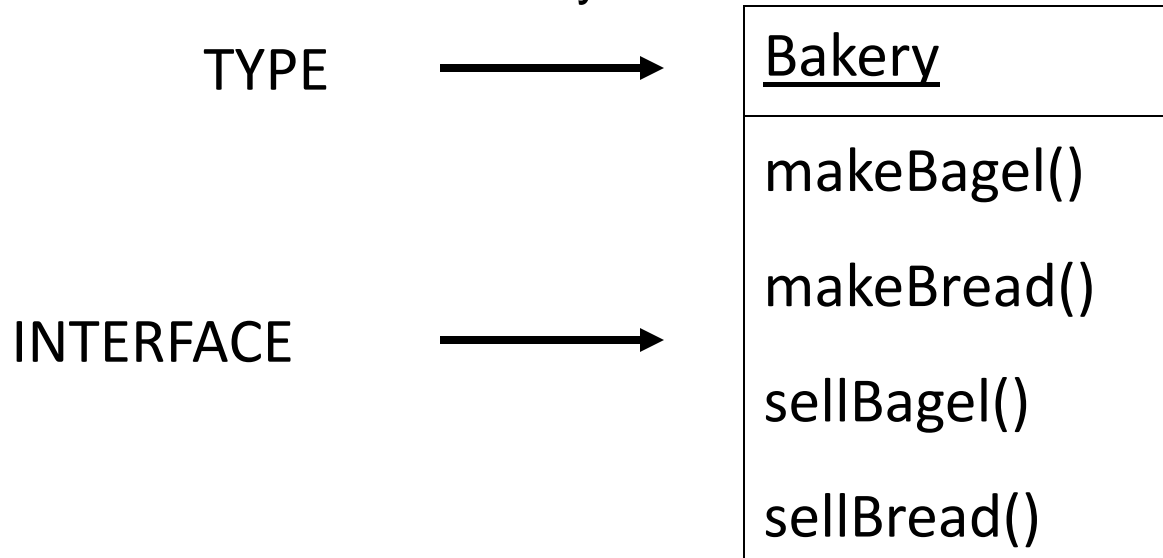 TYPE
Bakery
makeBagel()
makeBread()
INTERFACE
sellBagel()
sellBread()